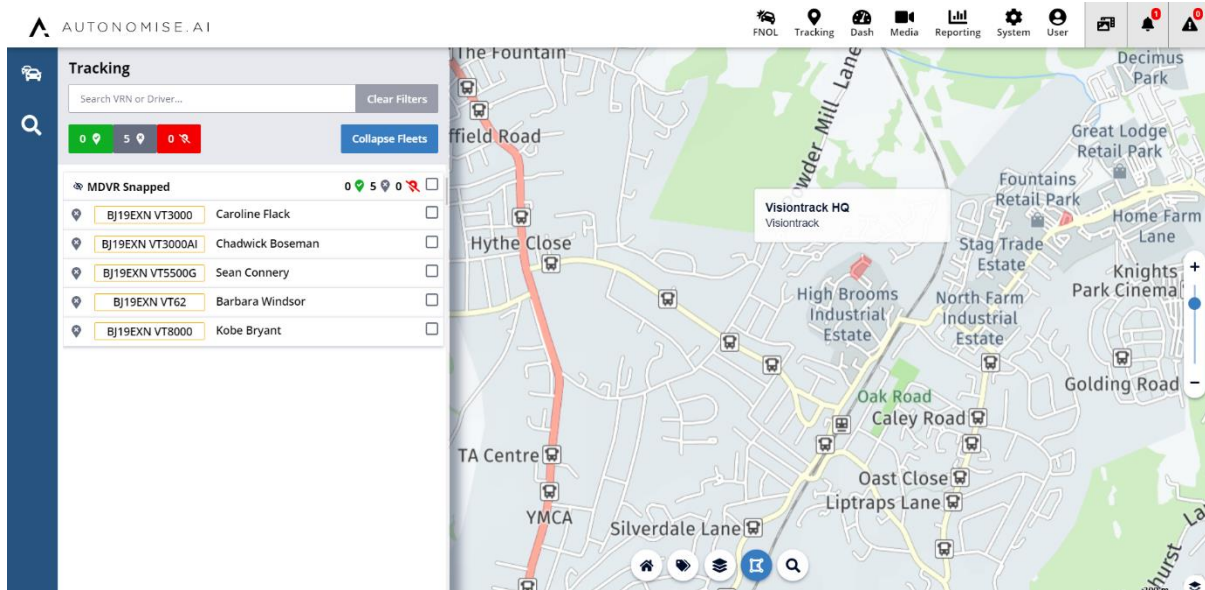 AUTONOMISE.AI
FNOL
Tracking
Dash
Media
Reporting
System
User
1
0
Tracking
Search VRN or Driver...
Clear Filters
0
5
0
Collapse Fleets
MDVR Snapped
0 5 0
BJ19EXN VT3000 Caroline Flack
BJ19EXN VT3000AI Chadwick Boseman
BJ19EXN VT5500G Sean Connery
BJ19EXN VT62 Barbara Windsor
BJ19EXN VT8000 Kobe Bryant
The Fountain
ffield Road
wder Mill Lane
Decimus
Park
Great Lodge
Retail Park
Fountains
Retail Park
Home Farm
Lane
Visiontrack HQ
Visiontrack
Hythe Close
Stag Trade
Estate
Knights
Park Cinema
High Brooms
Industrial
Estate
North Farm
Industrial
Estate
Golding Road
Oak Road
Caley Road
TA Centre
Oast Close
Liptraps Lane
YMCA
Silverdale Lane
hurst
La
+
−